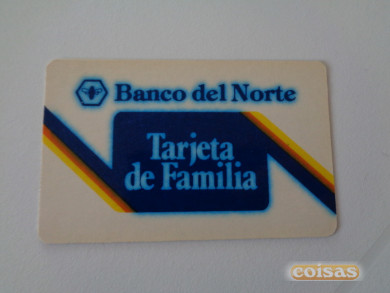 Banco del Norte
Tarjeta
de Familia
coisas